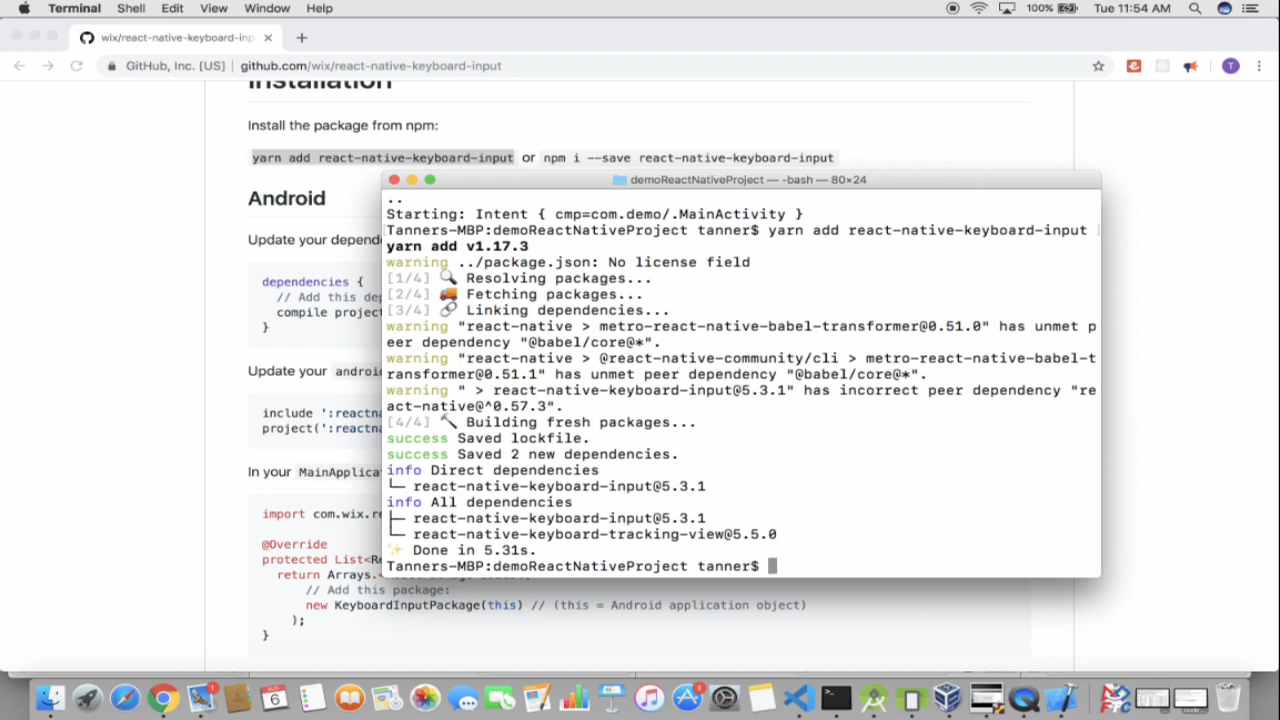 Terminal Shell Edit View Window Help 100% Tue 11:54 AM
wix/react-native-keyboard-inp
GitHub, Inc. [US] github.com/wix/react-native-keyboard-input T
Installation
Install the package from npm:
yarn add react-native-keyboard-input or npm i --save react-native-keyboard-input
Android
Update your
dependencies {
// Add this
compile
}
Update your
include
}
In your
import com.wix.
@Override
protected
return Arrays.
// Add this package:
new KeyboardInputPackage(this) // (this = Android application object)
);
}
demoReactNativeProject — -bash — 80×24
..
Starting: Intent { cmp=com.demo/.MainActivity }
Tanners-MBP:demoReactNativeProject tanner$ yarn add react-native-keyboard-input
yarn add v1.17.3
warning ../package.json: No license field
[1/4] 🔍 Resolving packages...
[2/4] 🚚 Fetching packages...
[3/4] 🔗 Linking dependencies...
warning "react-native > metro-react-native-babel-transformer@0.51.0" has unmet p
eer dependency "@babel/core@*".
warning "react-native > @react-native-community/cli > metro-react-native-babel-t
ransformer@0.51.1" has unmet peer dependency "@babel/core@*".
warning " > react-native-keyboard-input@5.3.1" has incorrect peer dependency "re
act-native@^0.57.3".
[4/4] 🔨 Building fresh packages...
success Saved lockfile.
success Saved 2 new dependencies.
info Direct dependencies
└─ react-native-keyboard-input@5.3.1
info All dependencies
├─ react-native-keyboard-input@5.3.1
└─ react-native-keyboard-tracking-view@5.5.0
✨ Done in 5.31s.
Tanners-MBP:demoReactNativeProject tanner$